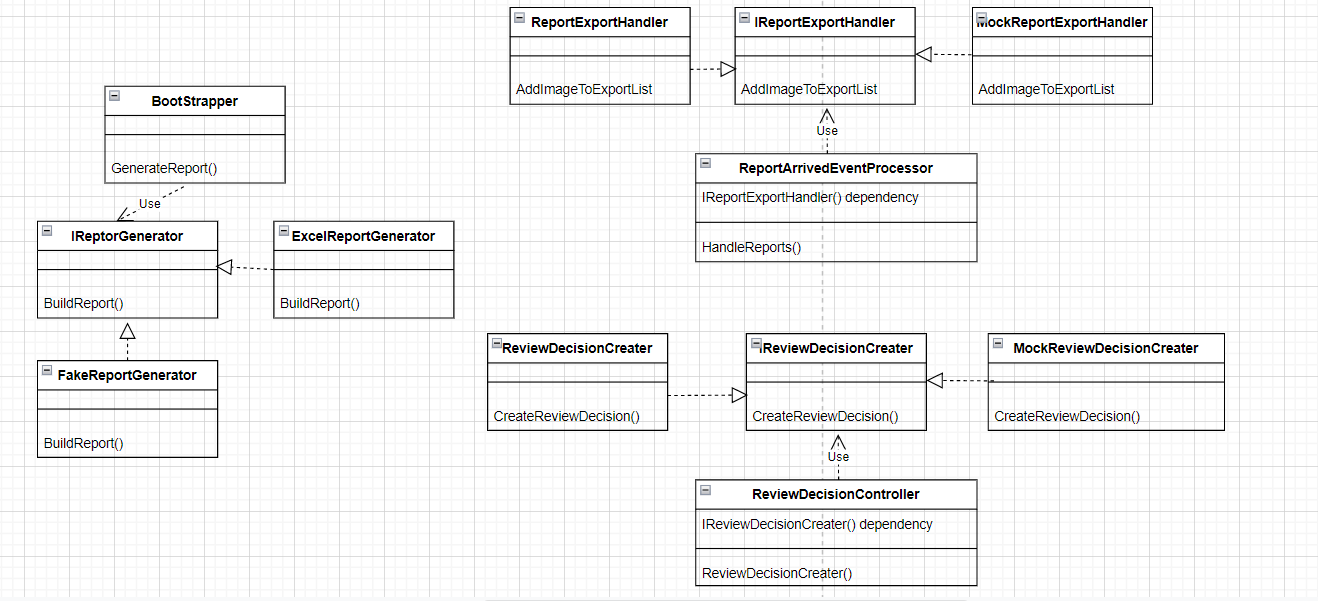 ReportExportHandler
AddImageToExportList
IReportExportHandler
AddImageToExportList
MockReportExportHandler
AddImageToExportList
Use
ReportArrivedEventProcessor
IReportExportHandler() dependency
HandleReports()
BootStrapper
GenerateReport()
Use
IReptorGenerator
BuildReport()
ExcelReportGenerator
BuildReport()
FakeReportGenerator
BuildReport()
ReviewDecisionCreater
CreateReviewDecision()
IReviewDecisionCreater
CreateReviewDecision()
MockReviewDecisionCreater
CreateReviewDecision()
Use
ReviewDecisionController
IReviewDecisionCreater() dependency
ReviewDecisionCreater()